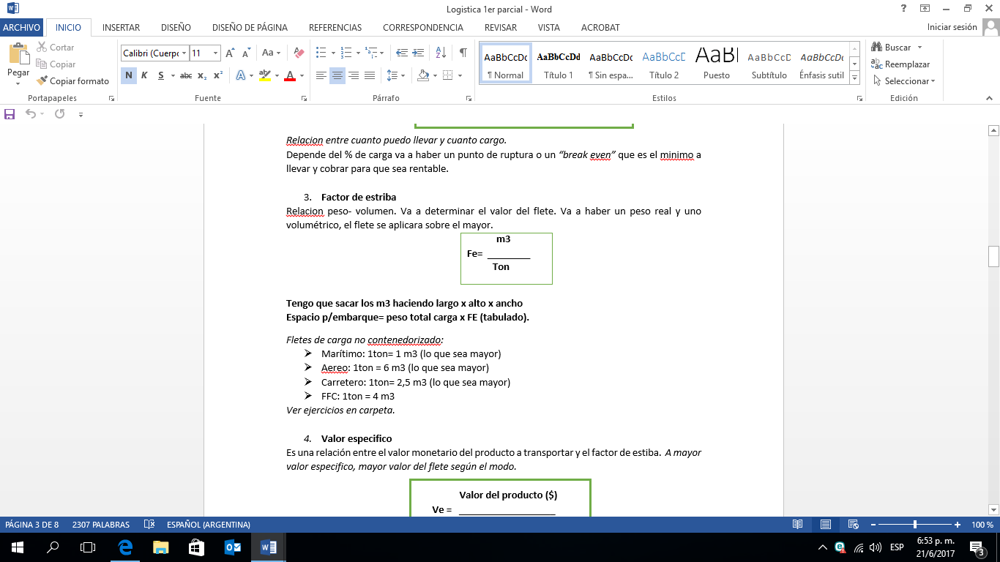 Logistica 1er parcial - Word
ARCHIVO INICIO INSERTAR DISEÑO DISEÑO DE PÁGINA REFERENCIAS CORRESPONDENCIA REVISAR VISTA ACROBAT Iniciar sesión
Pegar
Cortar
Copiar
Copiar formato
Portapapeles
Calibri (Cuerpo 11
Aa
N K S abc x₂ x²
Fuente
Párrafo
AaBbCcDc AaBbCcDd AaBbCcDc AaBbCcD AaBl AaBbCcD AaBbCcDc
¶ Normal Título 1 ¶ Sin espa... Título 2 Puesto Subtítulo Énfasis sutil
Estilos
Buscar
Reemplazar
Seleccionar
Edición
Relacion entre cuanto puedo llevar y cuanto cargo.
Depende del % de carga va a haber un punto de ruptura o un “break even” que es el minimo a
llevar y cobrar para que sea rentable.
3. Factor de estriba
Relacion peso- volumen. Va a determinar el valor del flete. Va a haber un peso real y uno
volumétrico, el flete se aplicara sobre el mayor.
m3
Fe= ________
Ton
Tengo que sacar los m3 haciendo largo x alto x ancho
Espacio p/embarque= peso total carga x FE (tabulado).
Fletes de carga no contenedorizado:
➢ Marítimo: 1ton= 1 m3 (lo que sea mayor)
➢ Aereo: 1ton = 6 m3 (lo que sea mayor)
➢ Carretero: 1ton= 2,5 m3 (lo que sea mayor)
➢ FFC: 1ton = 4 m3
Ver ejercicios en carpeta.
4. Valor especifico
Es una relación entre el valor monetario del producto a transportar y el factor de estiba. A mayor
valor especifico, mayor valor del flete según el modo.
Valor del producto ($)
Ve = __________________
PÁGINA 3 DE 8 2307 PALABRAS ESPAÑOL (ARGENTINA) 100 %
ESP
6:53 p. m.
21/6/2017
3